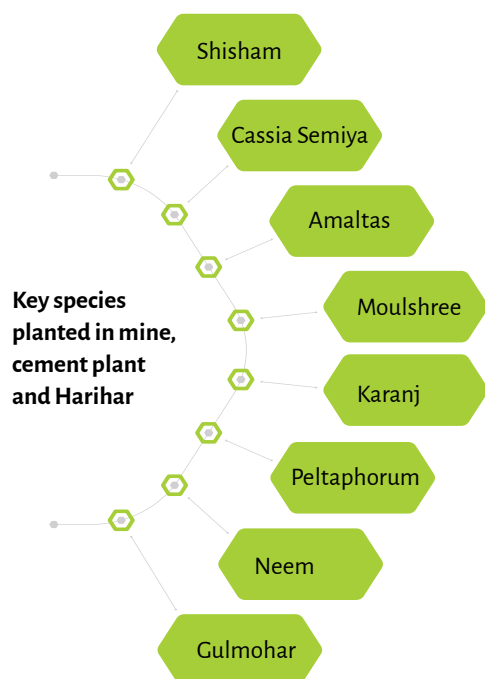 Shisham
Cassia Semiya
Amaltas
Moulshree
Key species
planted in mine,
cement plant
and Harihar
Karanj
Peltaphorum
Neem
Gulmohar